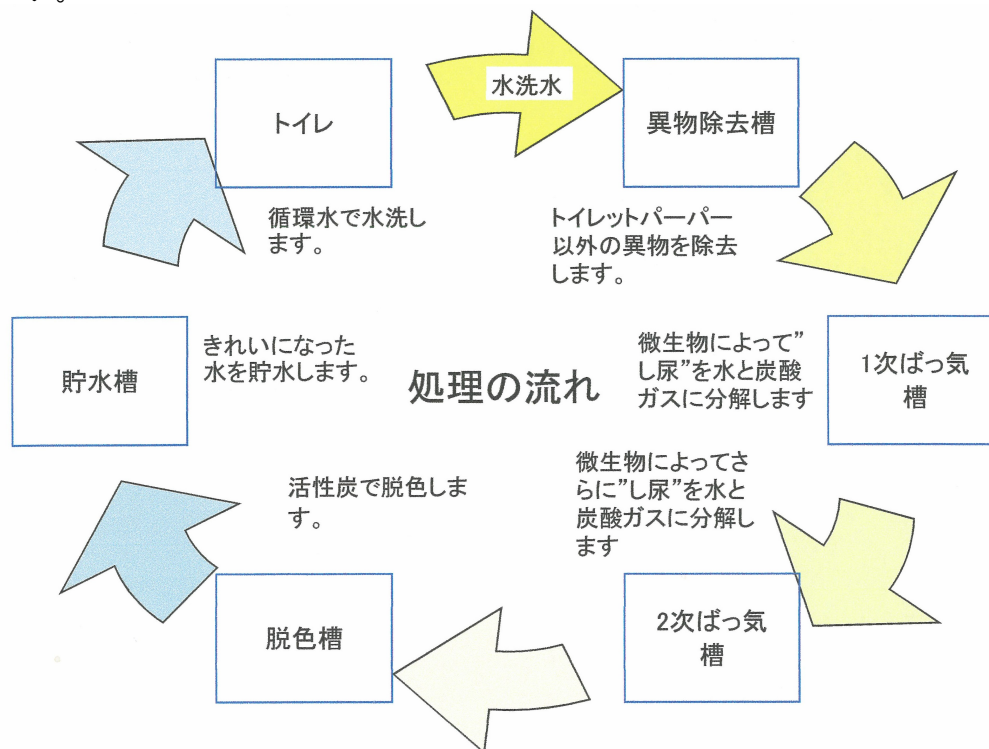 トイレ
水洗水
異物除去槽
循環水で水洗し
ます。
トイレットパーパー
以外の異物を除去
します。
貯水槽
きれいになった
水を貯水します。
処理の流れ
微生物によって”
し尿”を水と炭酸
ガスに分解します
1次ばっ気
槽
活性炭で脱色しま
す。
微生物によってさ
らに”し尿”を水と
炭酸ガスに分解し
ます
脱色槽
2次ばっ気
槽